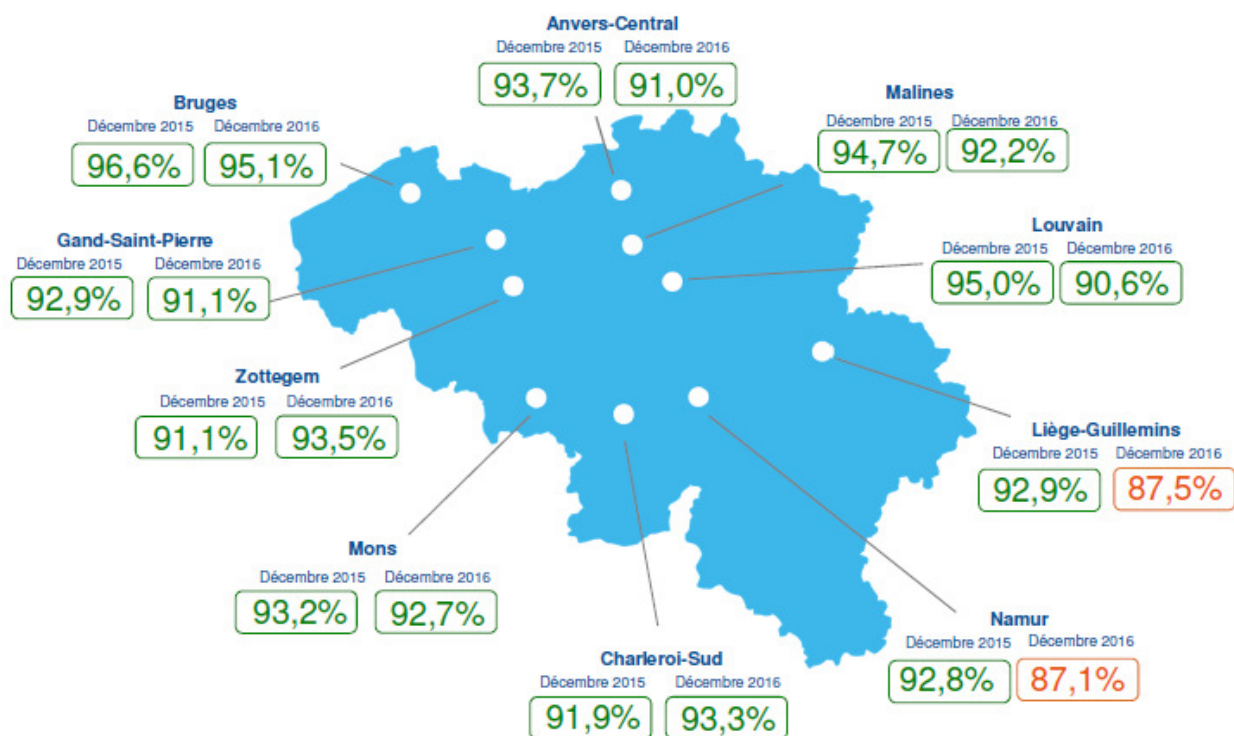 Anvers-Central
Décembre 2015 Décembre 2016
93,7% 91,0%
Bruges
Décembre 2015 Décembre 2016
96,6% 95,1%
Malines
Décembre 2015 Décembre 2016
94,7% 92,2%
Gand-Saint-Pierre
Décembre 2015 Décembre 2016
92,9% 91,1%
Louvain
Décembre 2015 Décembre 2016
95,0% 90,6%
Zottegem
Décembre 2015 Décembre 2016
91,1% 93,5%
Liège-Guillemins
Décembre 2015 Décembre 2016
92,9% 87,5%
Mons
Décembre 2015 Décembre 2016
93,2% 92,7%
Namur
Décembre 2015 Décembre 2016
92,8% 87,1%
Charleroi-Sud
Décembre 2015 Décembre 2016
91,9% 93,3%